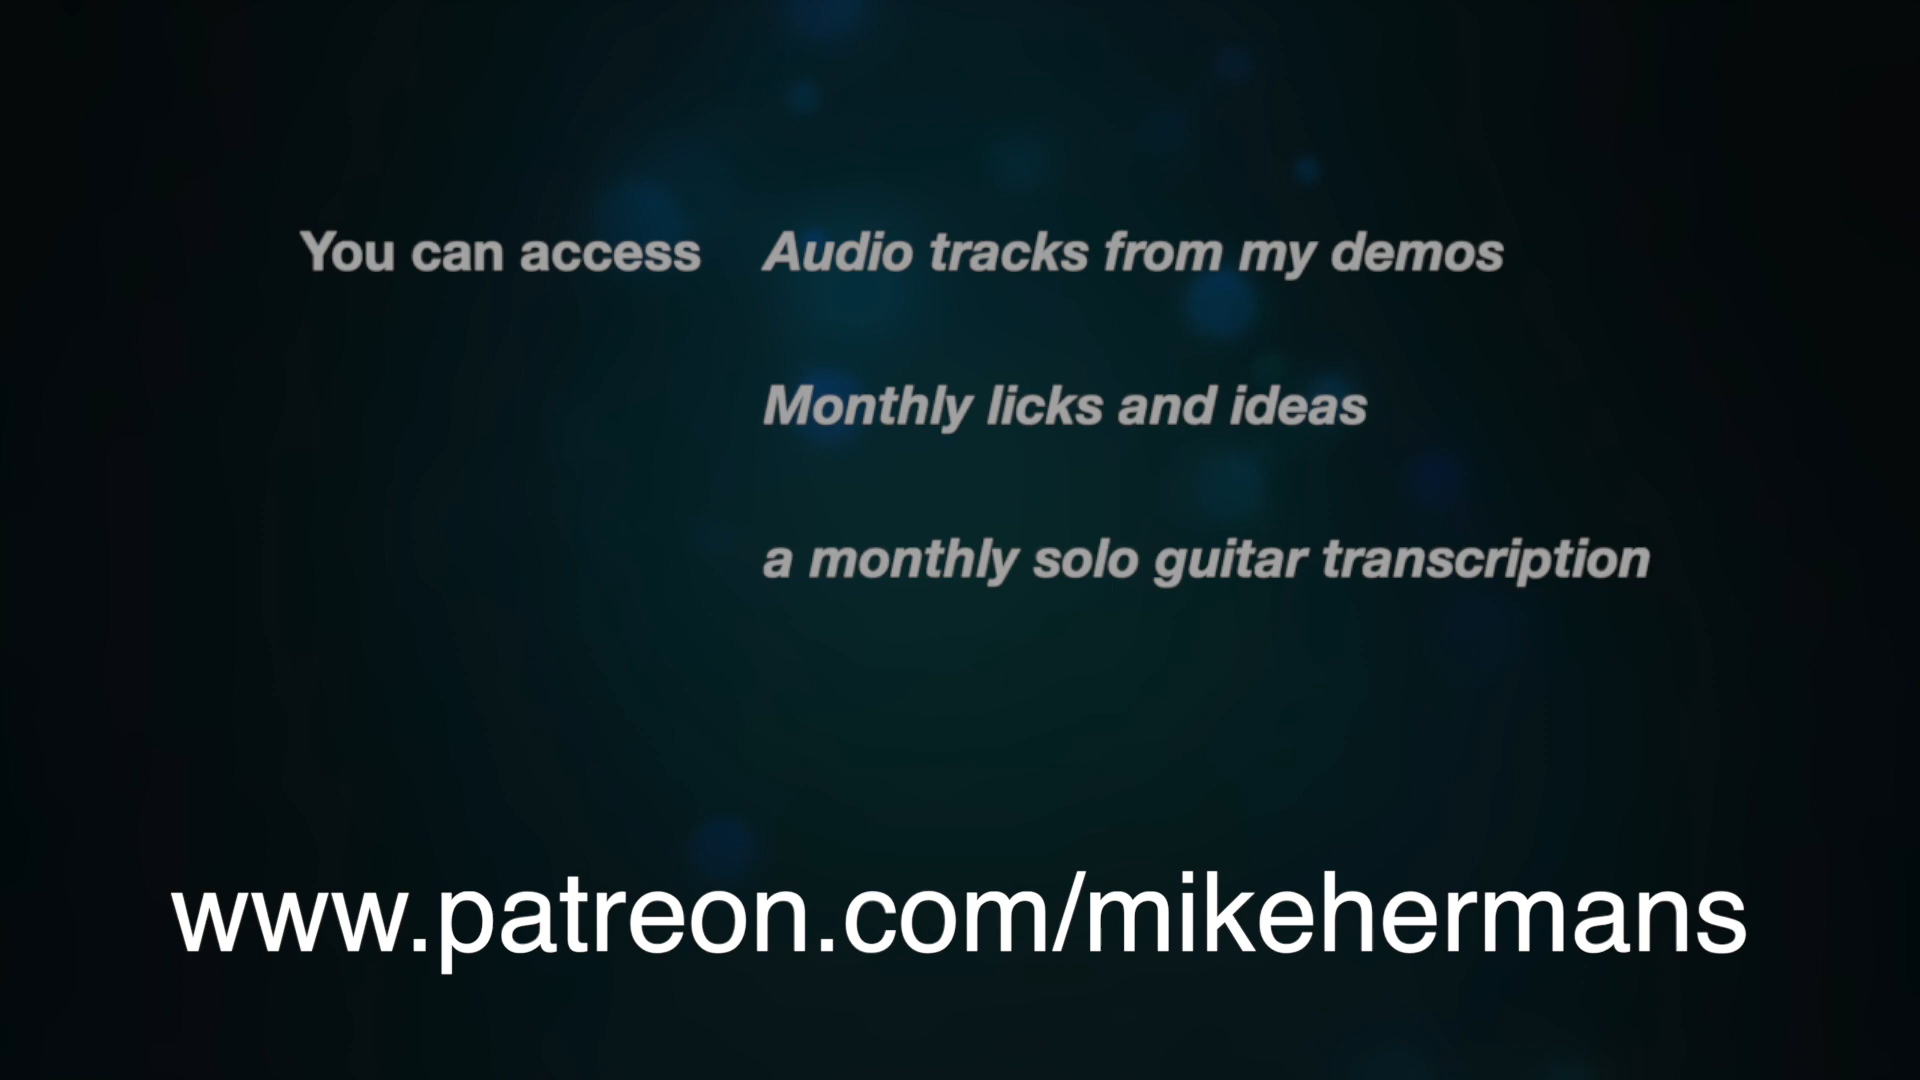 You can access Audio tracks from my demos
Monthly licks and ideas
a monthly solo guitar transcription
www.patreon.com/mikehermans